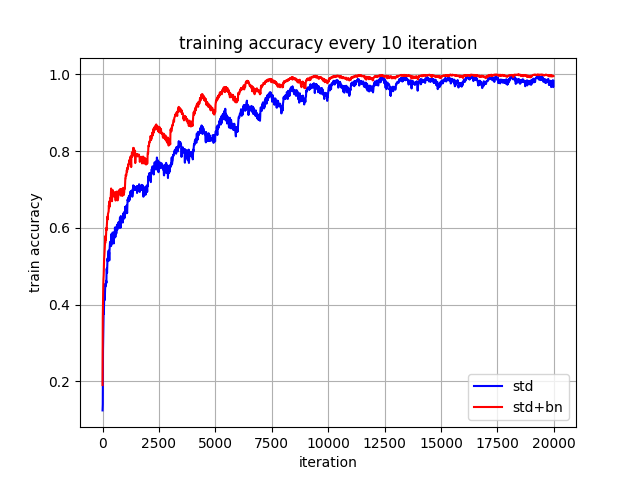 training accuracy every 10 iteration
train accuracy
1.0
0.8
0.6
0.4
0.2
std
std+bn
0 2500 5000 7500 10000 12500 15000 17500 20000
iteration